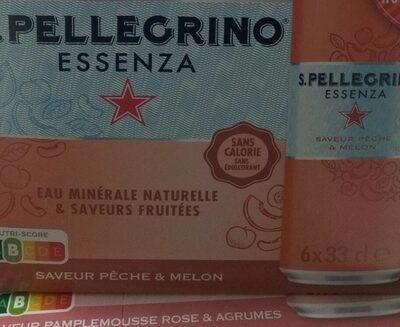 S.PELLEGRINO®
ESSENZA
SANS
CALORIE
SANS
ÉDULCORANT
EAU MINÉRALE NATURELLE
& SAVEURS FRUITÉES
NUTRI-SCORE
A B C D E
SAVEUR PÊCHE & MELON
S.PELLEGRINO
ESSENZA
SAVEUR PÊCHE
& MELON
6x33 cl e
A B C D E
SAVEUR PAMPLEMOUSSE ROSE & AGRUMES